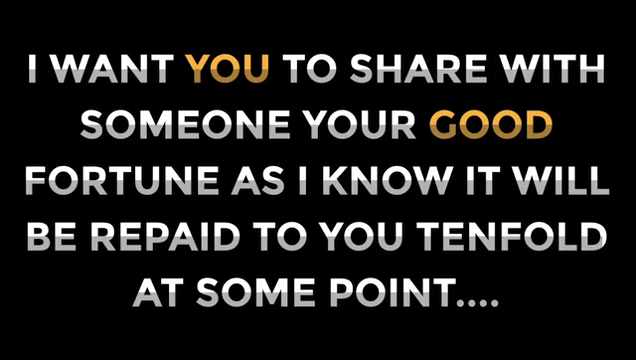 I WANT YOU TO SHARE WITH
SOMEONE YOUR GOOD
FORTUNE AS I KNOW IT WILL
BE REPAID TO YOU TENFOLD
AT SOME POINT....